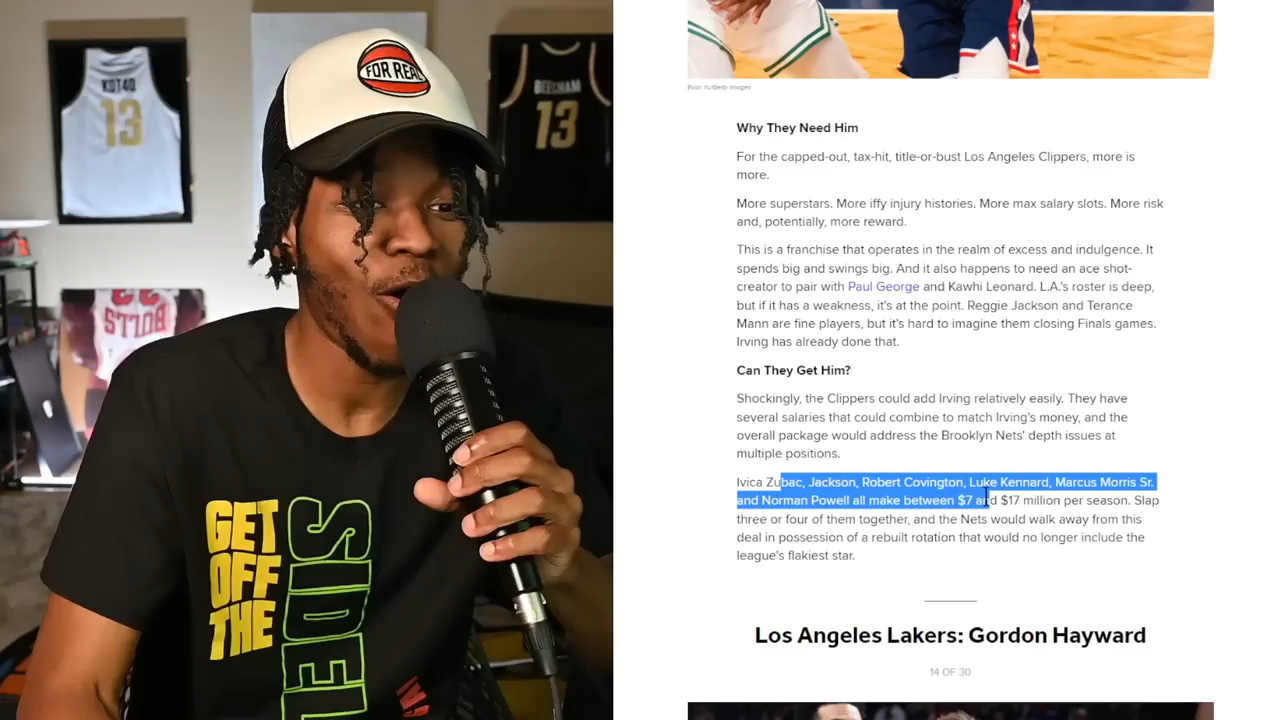 KOT4Q
13
FOR REAL
BEECHAM
13
BULLS
GET
OFF
THE
Why They Need Him
For the capped-out, tax-hit, title-or-bust Los Angeles Clippers, more is
more.
More superstars. More iffy injury histories. More max salary slots. More risk
and, potentially, more reward.
This is a franchise that operates in the realm of excess and indulgence. It
spends big and swings big. And it also happens to need an ace shot-
creator to pair with Paul George and Kawhi Leonard. L.A.'s roster is deep,
but if it has a weakness, it's at the point. Reggie Jackson and Terance
Mann are fine players, but it's hard to imagine them closing Finals games.
Irving has already done that.
Can They Get Him?
Shockingly, the Clippers could add Irving relatively easily. They have
several salaries that could combine to match Irving's money, and the
overall package would address the Brooklyn Nets' depth issues at
multiple positions.
Ivica Zubac, Jackson, Robert Covington, Luke Kennard, Marcus Morris Sr.
and Norman Powell all make between $7 and $17 million per season. Slap
three or four of them together, and the Nets would walk away from this
deal in possession of a rebuilt rotation that would no longer include the
league's flakiest star.
Los Angeles Lakers: Gordon Hayward
14 OF 30